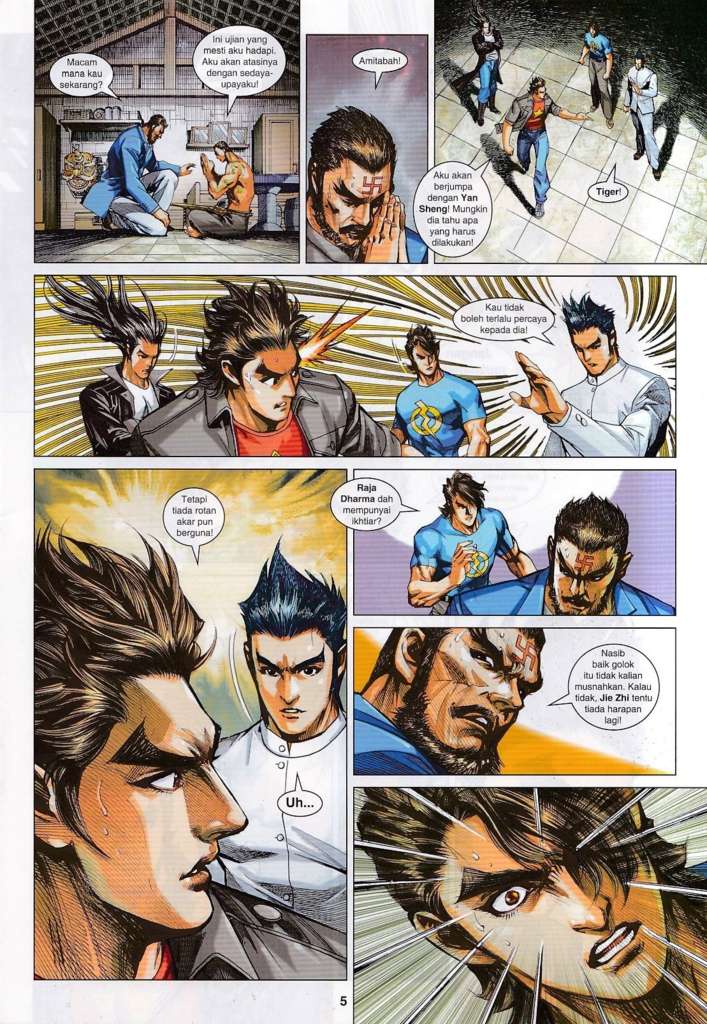 Macam
mana kau
sekarang?
Ini ujian yang
mesti aku hadapi.
Aku akan atasinya
dengan sedaya-
upayaku!
Amitabah!
Aku akan
berjumpa
dengan Yan
Sheng! Mungkin
dia tahu apa
yang harus
dilakukan!
Tiger!
Kau tidak
boleh terlalu percaya
kepada dia!
Tetapi
tiada rotan
akar pun
berguna!
Uh...
Raja
Dharma dah
mempunyai
ikhtiar?
Nasib
baik golok
itu tidak kalian
musnahkan. Kalau
tidak, Jie Zhi tentu
tiada harapan
lagi!
5